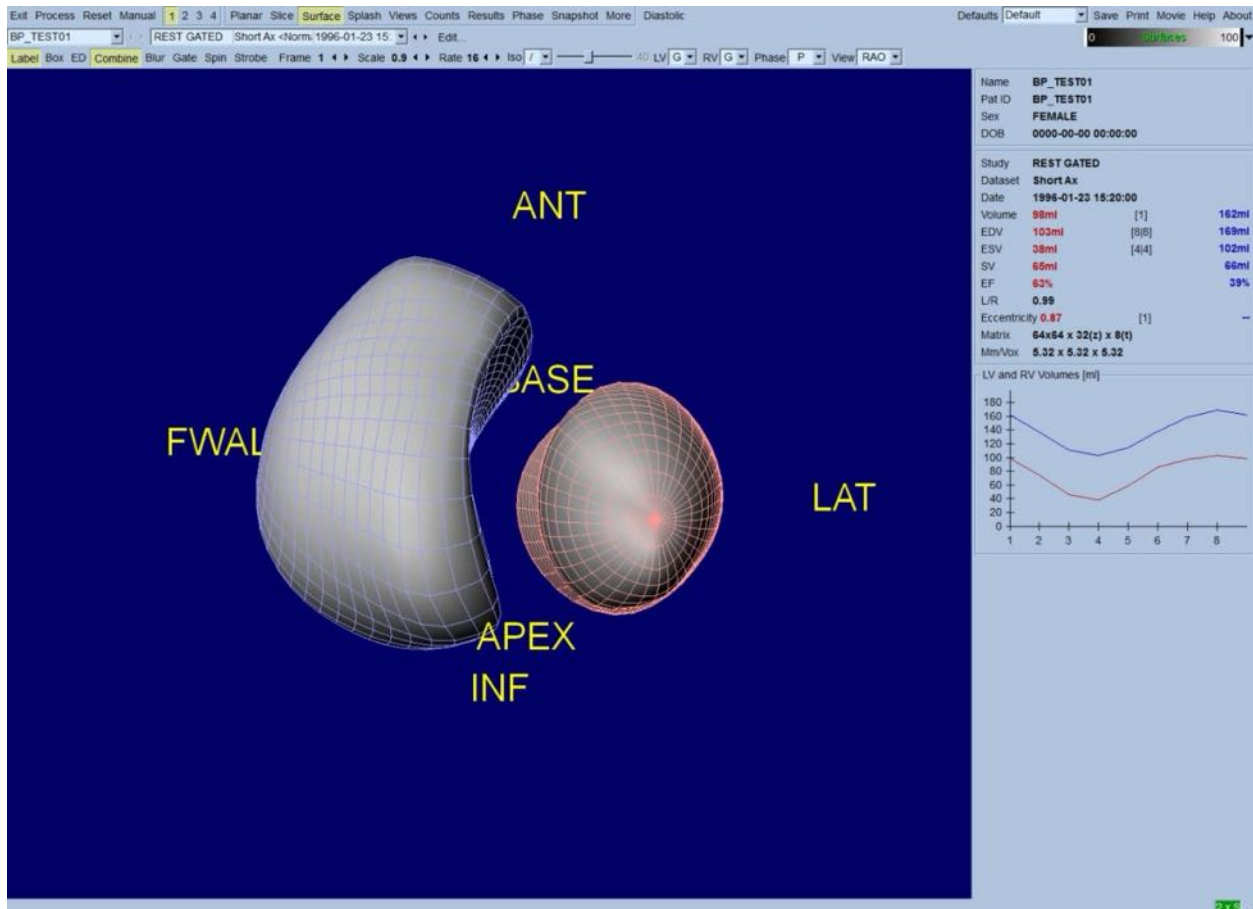 Exit Process Reset Manual 1 2 3 4 Planar Slice Surface Splash Views Counts Results Phase Snapshot More Diastolic Defaults Default Save Print Movie Help About
BP_TEST01 REST GATED Short Ax <Norm: 1996-01-23 15: Edit... 0 Surfaces 100
Label Box ED Combine Blur Gate Spin Strobe Frame 1 Scale 0.9 Rate 16 Iso / 40 LV G RV G Phase P View RAO
Name BP_TEST01
Pat ID BP_TEST01
Sex FEMALE
DOB 0000-00-00 00:00:00
Study REST GATED
Dataset Short Ax
Date 1996-01-23 15:20:00
Volume 98ml [1] 162ml
EDV 103ml [8|8] 169ml
ESV 38ml [4|4] 102ml
SV 65ml 66ml
EF 63% 39%
L/R 0.99
Eccentricity 0.87 [1] --
Matrix 64x64 x 32(z) x 8(t)
Mm/Vox 5.32 x 5.32 x 5.32
LV and RV Volumes [ml]
180
160
140
120
100
80
60
40
20
0
1 2 3 4 5 6 7 8
ANT
BASE
FWAL
LAT
APEX
INF
2 x S